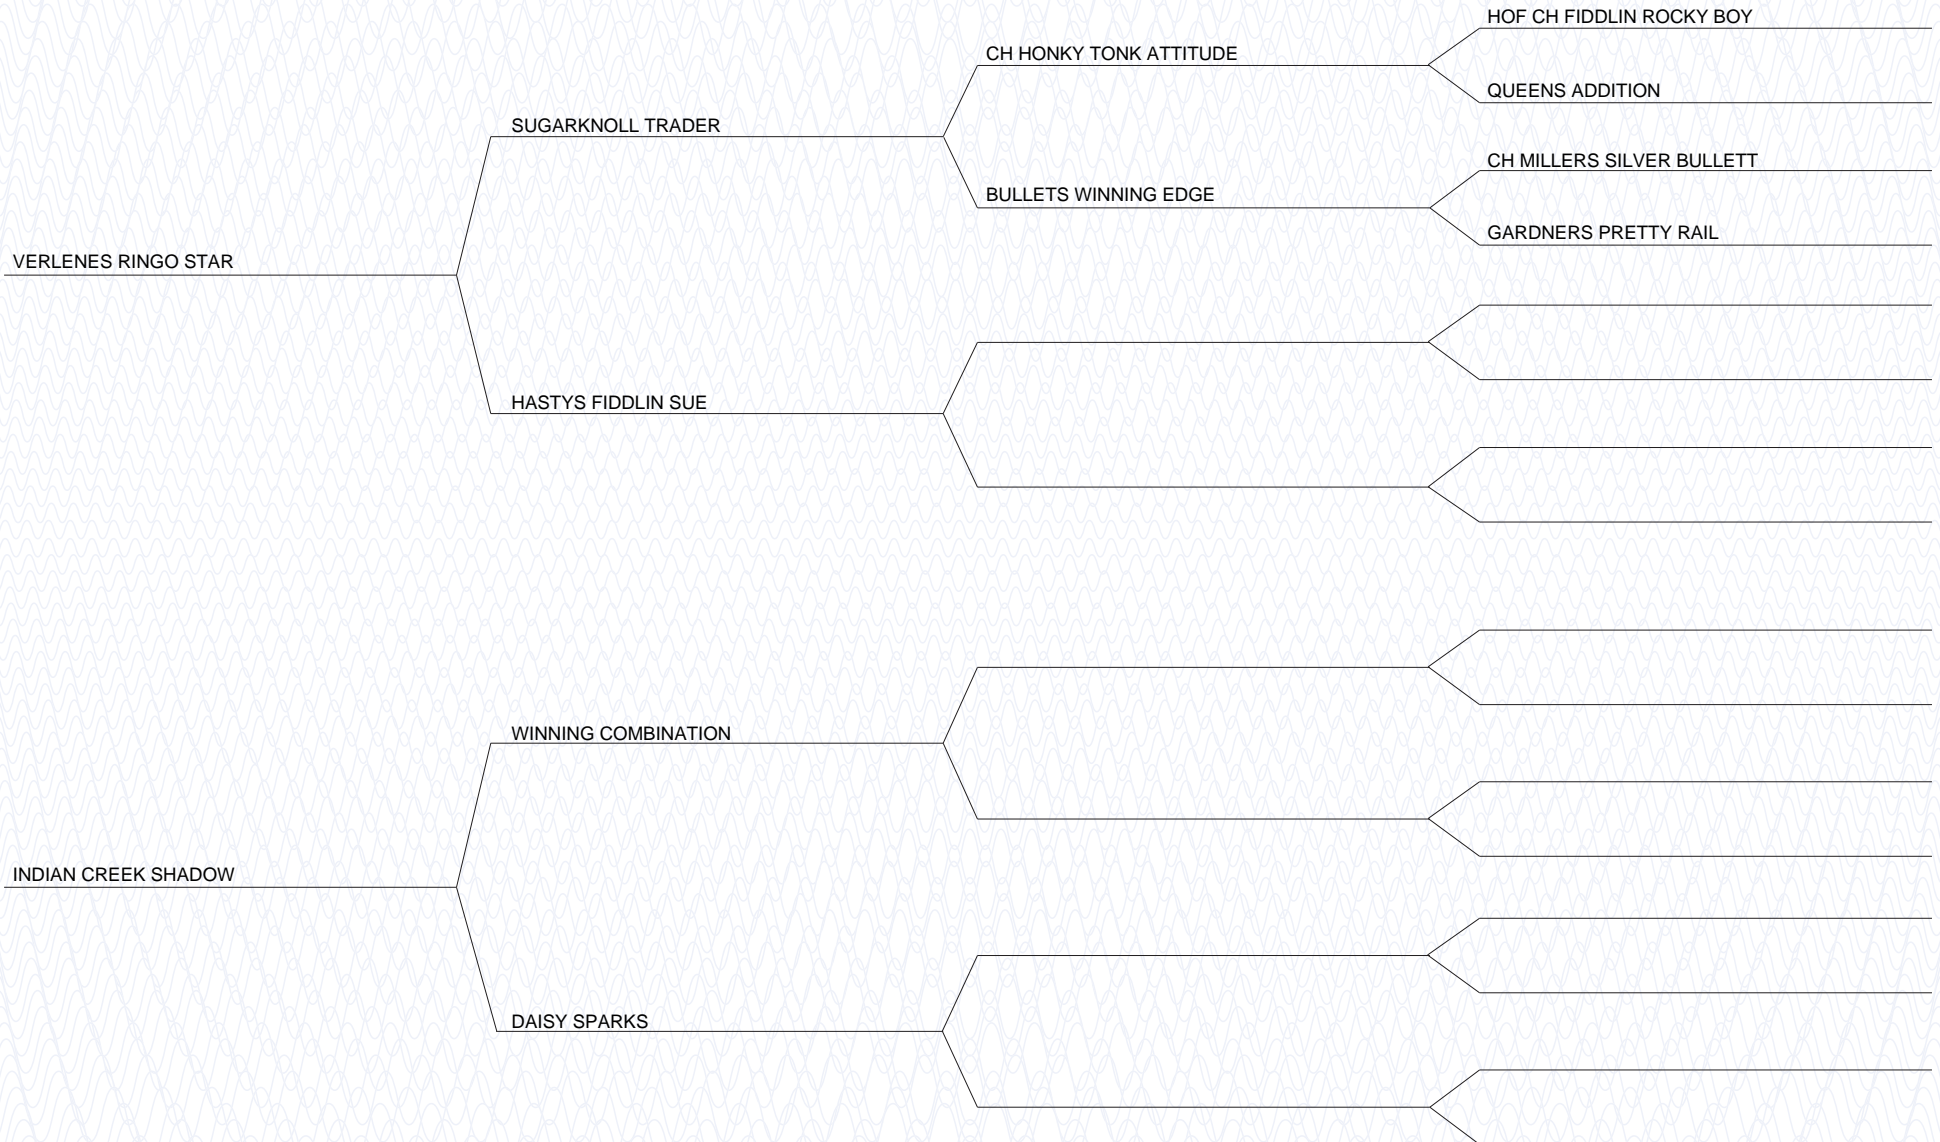 HOF CH FIDDLIN ROCKY BOY
CH HONKY TONK ATTITUDE
QUEENS ADDITION
SUGARKNOLL TRADER
CH MILLERS SILVER BULLETT
BULLETS WINNING EDGE
GARDNERS PRETTY RAIL
VERLENES RINGO STAR
HASTYS FIDDLIN SUE
WINNING COMBINATION
INDIAN CREEK SHADOW
DAISY SPARKS